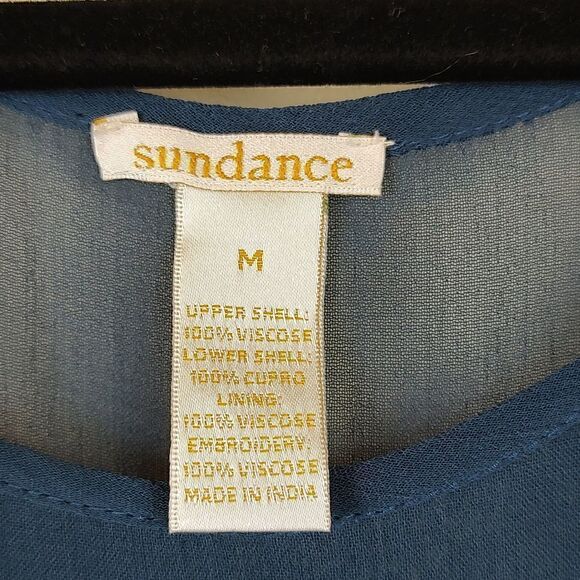 sundance
M
UPPER SHELL:
100% VISCOSE
LOWER SHELL:
100% CUPRO
LINING:
100% VISCOSE
EMBROIDERY:
100% VISCOSE
MADE IN INDIA